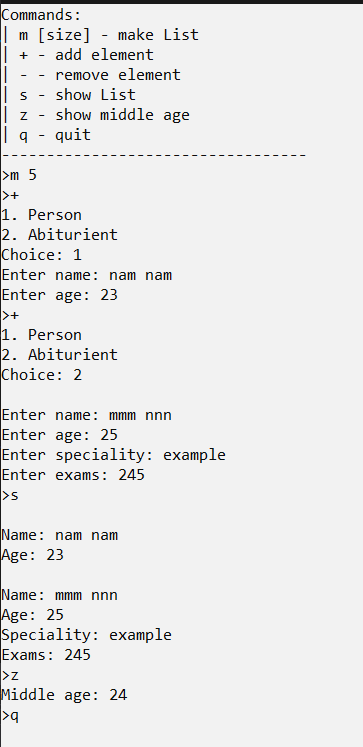 Commands:
| m [size] - make List
| + - add element
| - - remove element
| s - show List
| z - show middle age
| q - quit
----------------------------------
>m 5
>+
1. Person
2. Abiturient
Choice: 1
Enter name: nam nam
Enter age: 23
>+
1. Person
2. Abiturient
Choice: 2
Enter name: mmm nnn
Enter age: 25
Enter speciality: example
Enter exams: 245
>s
Name: nam nam
Age: 23
Name: mmm nnn
Age: 25
Speciality: example
Exams: 245
>z
Middle age: 24
>q